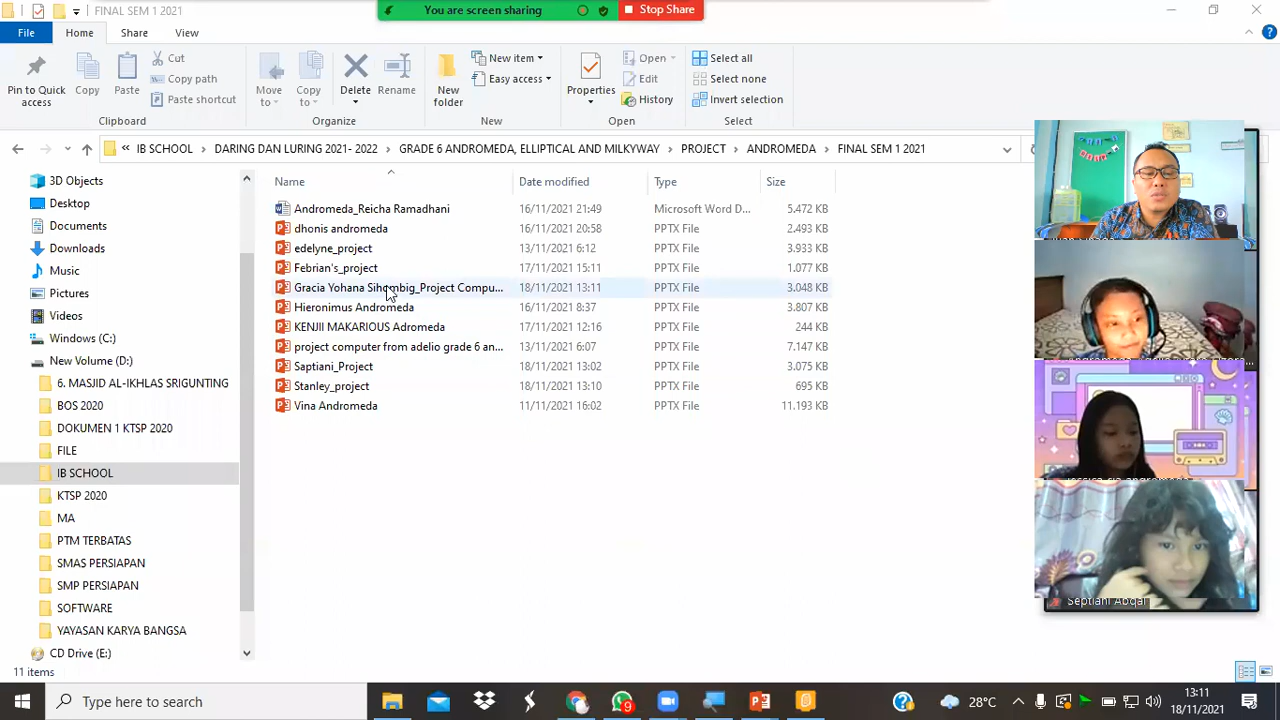 FINAL SEM 1 2021
You are screen sharing
Stop Share
File
Home
Share
View
Pin to Quick access
Copy
Paste
Cut
Copy path
Paste shortcut
Clipboard
Move to
Copy to
Delete
Rename
Organize
New folder
New item
Easy access
New
Properties
Open
Edit
History
Open
Select all
Select none
Invert selection
Select
« IB SCHOOL > DARING DAN LURING 2021- 2022 > GRADE 6 ANDROMEDA, ELLIPTICAL AND MILKYWAY > PROJECT > ANDROMEDA > FINAL SEM 1 2021
3D Objects
Desktop
Documents
Downloads
Music
Pictures
Videos
Windows (C:)
New Volume (D:)
6. MASJID AL-IKHLAS SRIGUNTING
BOS 2020
DOKUMEN 1 KTSP 2020
FILE
IB SCHOOL
KTSP 2020
MA
PTM TERBATAS
SMAS PERSIAPAN
SMP PERSIAPAN
SOFTWARE
YAYASAN KARYA BANGSA
CD Drive (E:)
Name Date modified Type Size
Andromeda_Reicha Ramadhani 16/11/2021 21:49 Microsoft Word D... 5.472 KB
dhonis andromeda 16/11/2021 20:58 PPTX File 2.493 KB
edelyne_project 13/11/2021 6:12 PPTX File 3.933 KB
Febrian's_project 17/11/2021 15:11 PPTX File 1.077 KB
Gracia Yohana Sihombig_Project Compu... 18/11/2021 13:11 PPTX File 3.048 KB
Hieronimus Andromeda 16/11/2021 8:37 PPTX File 3.807 KB
KENJII MAKARIOUS Adromeda 17/11/2021 12:16 PPTX File 244 KB
project computer from adelio grade 6 an... 13/11/2021 6:07 PPTX File 7.147 KB
Saptiani_Project 18/11/2021 13:02 PPTX File 3.075 KB
Stanley_project 18/11/2021 13:10 PPTX File 695 KB
Vina Andromeda 11/11/2021 16:02 PPTX File 11.193 KB
Septiani Abqai
11 items
Type here to search
9
28°C
13:11
18/11/2021